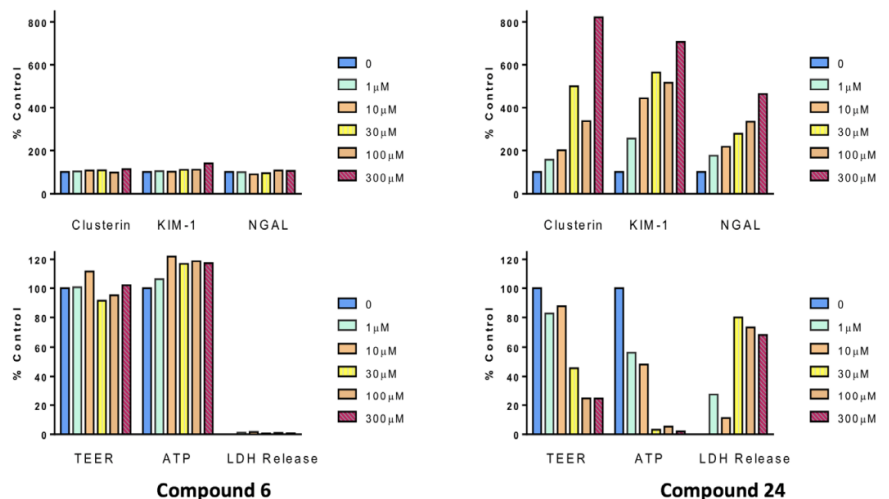 800
600
400
200
0
% Control
Clusterin KIM-1 NGAL
0
1µM
10µM
30µM
100µM
300µM
800
600
400
200
0
% Control
Clusterin KIM-1 NGAL
0
1µM
10µM
30µM
100µM
300µM
120
100
80
60
40
20
0
% Control
TEER ATP LDH Release
0
1µM
10µM
30µM
100µM
300µM
Compound 6
120
100
80
60
40
20
0
% Control
TEER ATP LDH Release
0
1µM
10µM
30µM
100µM
300µM
Compound 24